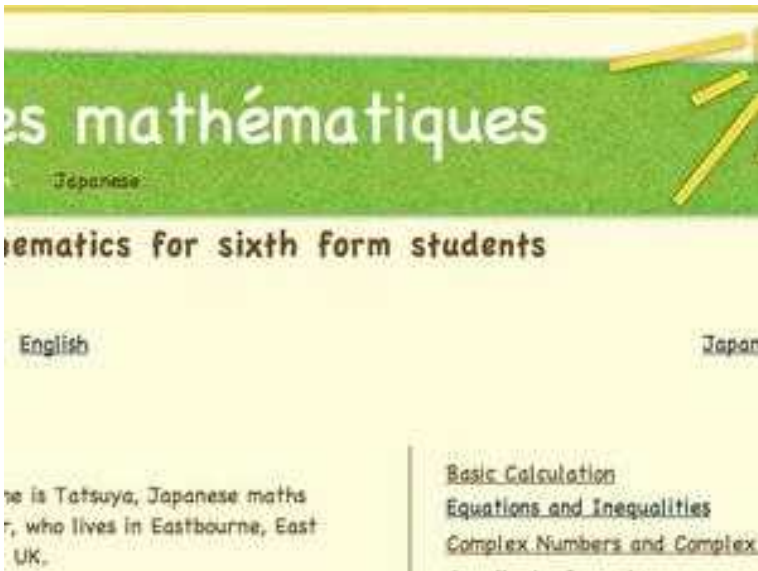 es mathématiques
Japanese
ematics for sixth form students
English
Japan
ne is Tatsuya, Japanese maths
r, who lives in Eastbourne, East
UK.
Basic Calculation
Equations and Inequalities
Complex Numbers and Complex